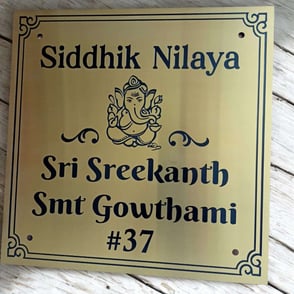 Siddhik Nilaya
Sri Sreekanth
Smt Gowthami
#37